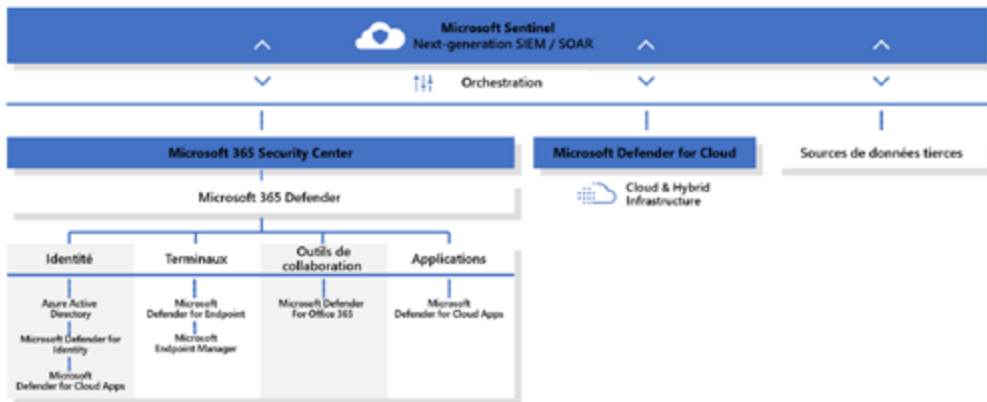 Microsoft Sentinel
Next-generation SIEM / SOAR
Orchestration
Microsoft 365 Security Center
Microsoft Defender for Cloud
Sources de données tierces
Microsoft 365 Defender
Cloud & Hybrid
Infrastructure
Identité
Terminaux
Outils de
collaboration
Applications
Azure Active
Directory
Microsoft Defender for
Identity
Microsoft
Defender for Cloud Apps
Microsoft
Defender for Endpoint
Microsoft
Endpoint Manager
Microsoft Defender
For Office 365
Microsoft
Defender for Cloud Apps